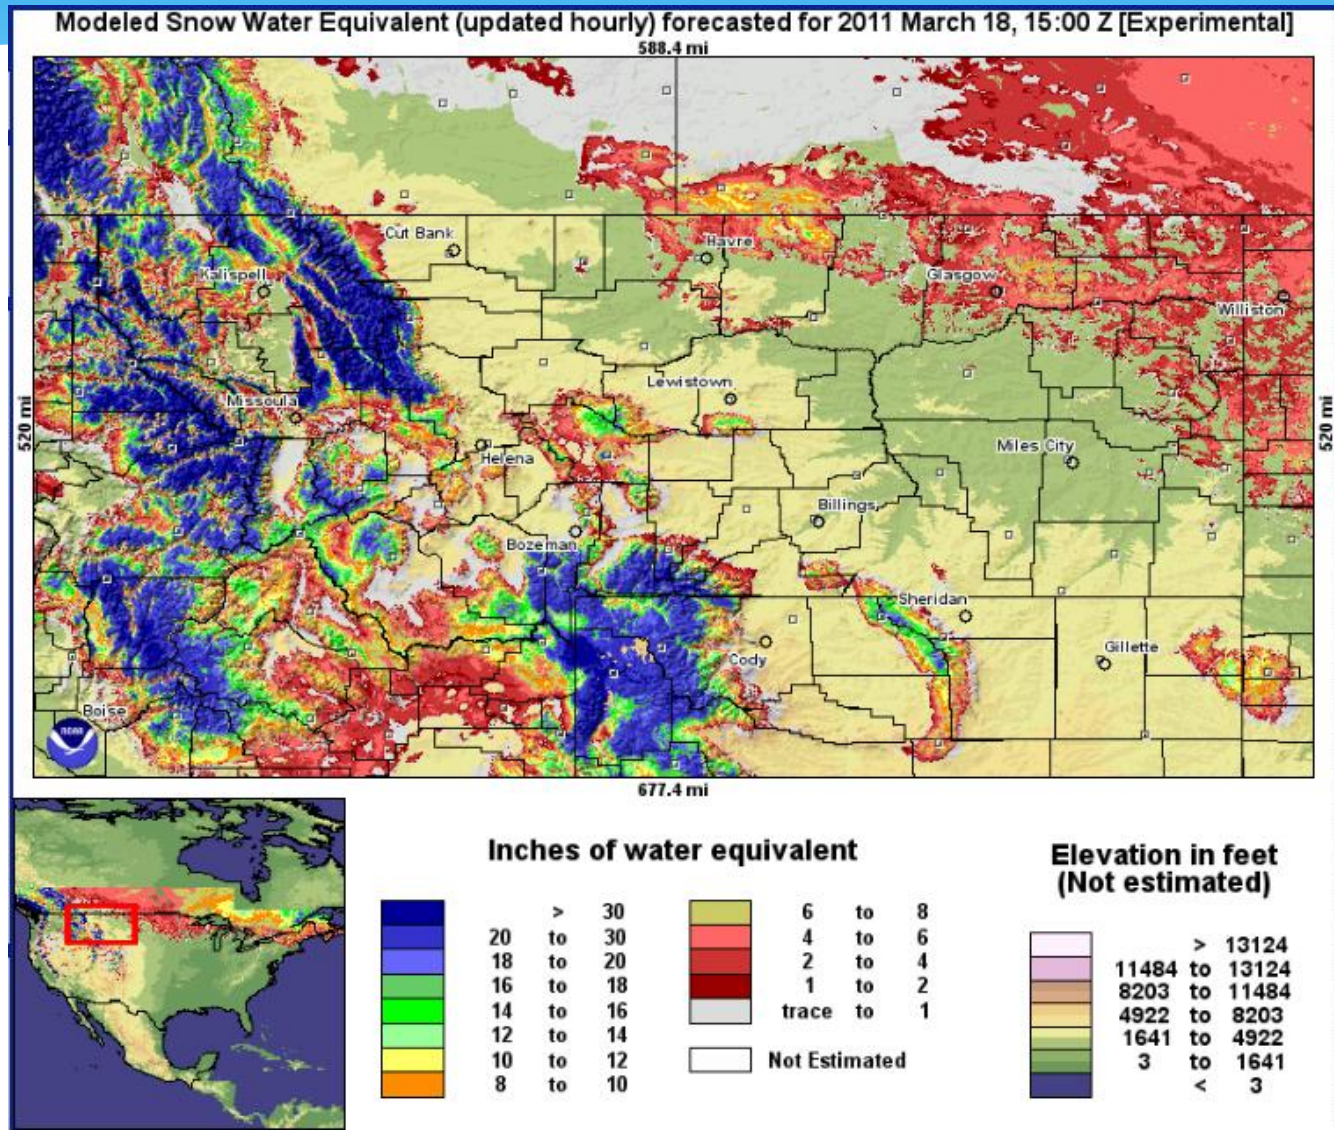 Modeled Snow Water Equivalent (updated hourly) forecasted for 2011 March 18, 15:00 Z [Experimental]
588.4 mi
Cut Bank
Havre
Kalispell
Glasgow
Williston
Lewistown
Missoula
520 mi
520 mi
Helena
Miles City
Billings
Bozeman
Sheridan
Gillette
Cody
Boise
NOAA
677.4 mi
Inches of water equivalent
> 30
20 to 30
18 to 20
16 to 18
14 to 16
12 to 14
10 to 12
8 to 10
6 to 8
4 to 6
2 to 4
1 to 2
trace to 1
Not Estimated
Elevation in feet
(Not estimated)
> 13124
11484 to 13124
8203 to 11484
4922 to 8203
1641 to 4922
3 to 1641
< 3